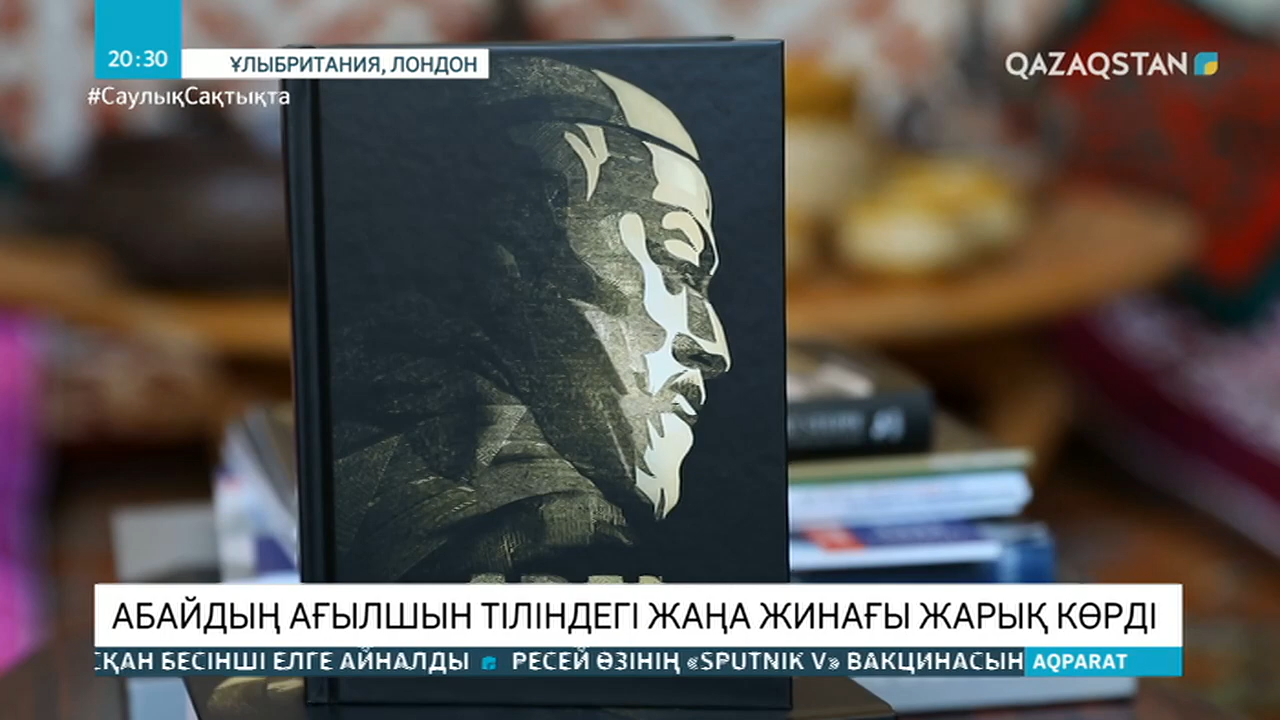 20:30
ҰЛЫБРИТАНИЯ, ЛОНДОН
QAZAQSTAN
#СаулықСақтықта
АБАЙДЫҢ АҒЫЛШЫН ТІЛІНДЕГІ ЖАҢА ЖИНАҒЫ ЖАРЫҚ КӨРДІ
СҚАН БЕСІНШІ ЕЛГЕ АЙНАЛДЫ РЕСЕЙ ӨЗІНІҢ «SPUTNIK V» ВАКЦИНАСЫН
AQPARAT